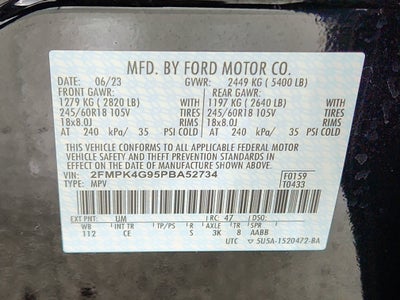 MFD. BY FORD MOTOR CO.
DATE: 06/23 GVWR: 2449 KG ( 5400 LB)
FRONT GAWR: REAR GAWR:
1279 KG ( 2820 LB) WITH 1197 KG ( 2640 LB) WITH
245/60R18 105V TIRES 245/60R18 105V TIRES
18x8.0J RIMS 18x8.0J RIMS
AT 240 kPa/ 35 PSI COLD AT 240 kPa/ 35 PSI COLD
THIS VEHICLE CONFORMS TO ALL APPLICABLE FEDERAL MOTOR
VEHICLE SAFETY AND THEFT PREVENTION STANDARDS IN EFFECT
ON THE DATE OF MANUFACTURE SHOWN ABOVE.
VIN: 2FMPK4G95PBA52734 F0159
TYPE: MPV T0433
EXT PNT: UM RC: 47 DSO:
WB INT TR TP/PS R AXLE TR SPR
112 CE S 3K 8 AABB
UTC 5U5A-1520472-BA